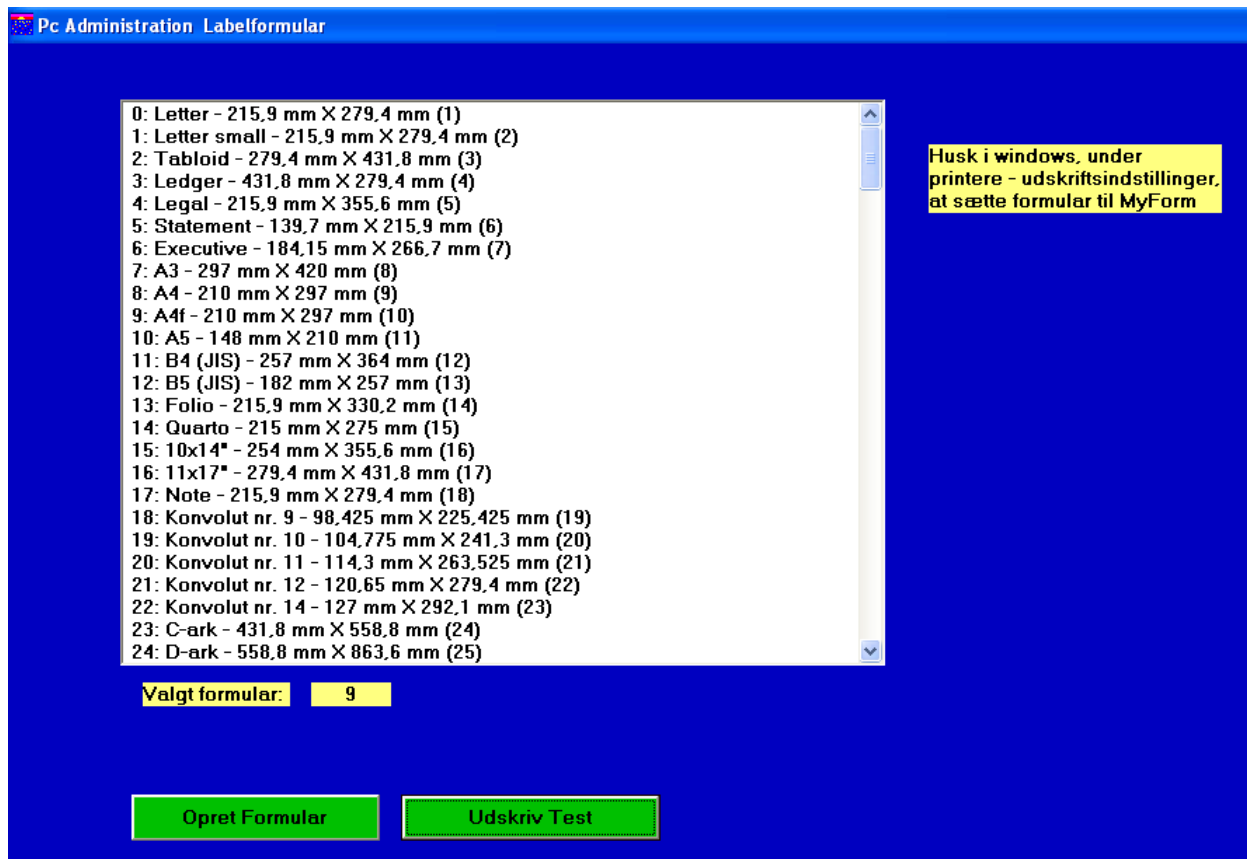 Pc Administration Labelformular
0: Letter - 215,9 mm X 279,4 mm (1)
1: Letter small - 215,9 mm X 279,4 mm (2)
2: Tabloid - 279,4 mm X 431,8 mm (3)
3: Ledger - 431,8 mm X 279,4 mm (4)
4: Legal - 215,9 mm X 355,6 mm (5)
5: Statement - 139,7 mm X 215,9 mm (6)
6: Executive - 184,15 mm X 266,7 mm (7)
7: A3 - 297 mm X 420 mm (8)
8: A4 - 210 mm X 297 mm (9)
9: A4f - 210 mm X 297 mm (10)
10: A5 - 148 mm X 210 mm (11)
11: B4 (JIS) - 257 mm X 364 mm (12)
12: B5 (JIS) - 182 mm X 257 mm (13)
13: Folio - 215,9 mm X 330,2 mm (14)
14: Quarto - 215 mm X 275 mm (15)
15: 10x14" - 254 mm X 355,6 mm (16)
16: 11x17" - 279,4 mm X 431,8 mm (17)
17: Note - 215,9 mm X 279,4 mm (18)
18: Konvolut nr. 9 - 98,425 mm X 225,425 mm (19)
19: Konvolut nr. 10 - 104,775 mm X 241,3 mm (20)
20: Konvolut nr. 11 - 114,3 mm X 263,525 mm (21)
21: Konvolut nr. 12 - 120,65 mm X 279,4 mm (22)
22: Konvolut nr. 14 - 127 mm X 292,1 mm (23)
23: C-ark - 431,8 mm X 558,8 mm (24)
24: D-ark - 558,8 mm X 863,6 mm (25)
Husk i windows, under
printere - udskriftsindstillinger,
at sætte formular til MyForm
Valgt formular: 9
Opret Formular
Udskriv Test